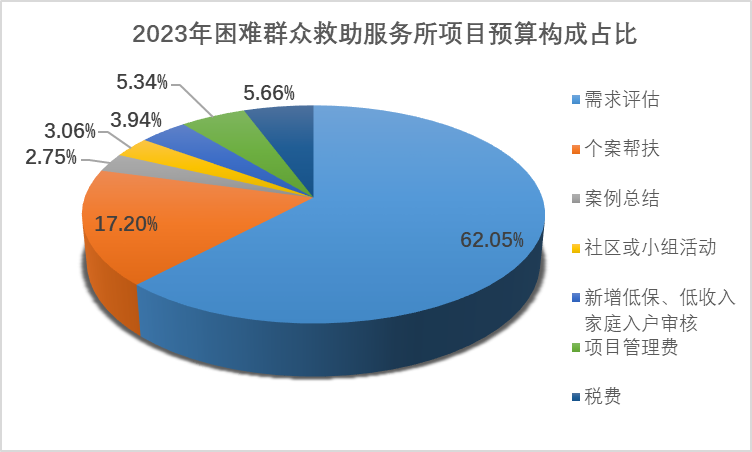 2023年困难群众救助服务所项目预算构成占比
5.34%
5.66%
3.94%
3.06%
2.75%
17.20%
62.05%
需求评估
个案帮扶
案例总结
社区或小组活动
新增低保、低收入
家庭入户审核
项目管理费
税费